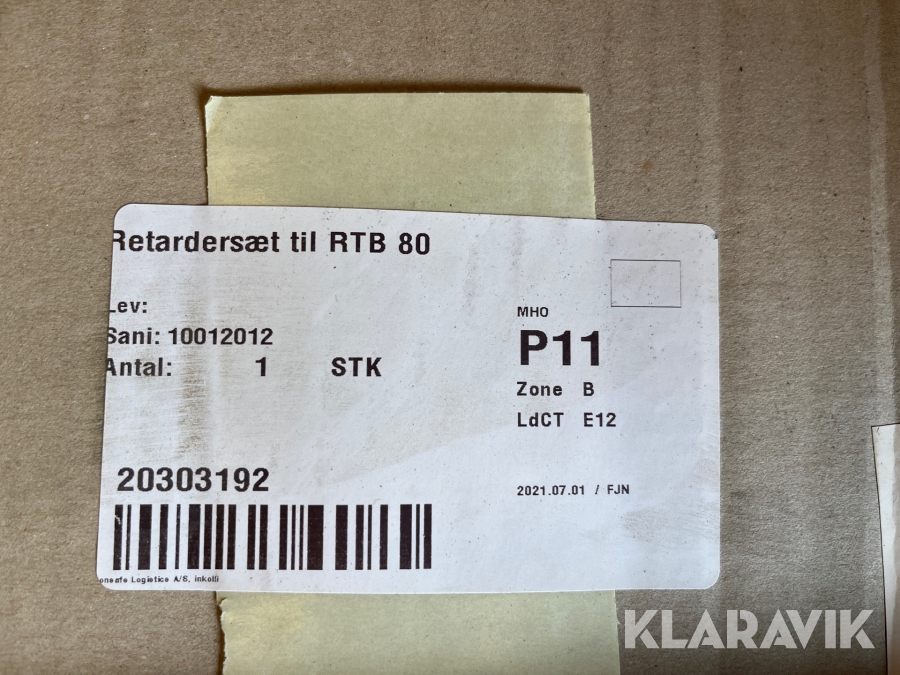 Retardersæt til RTB 80
Lev:
Sani: 10012012
Antal: 1 STK
MHO
P11
Zone B
LdCT E12
20303192
2021.07.01 / FJN
onsafe Logistics A/S, inkolli
KLARAVIK